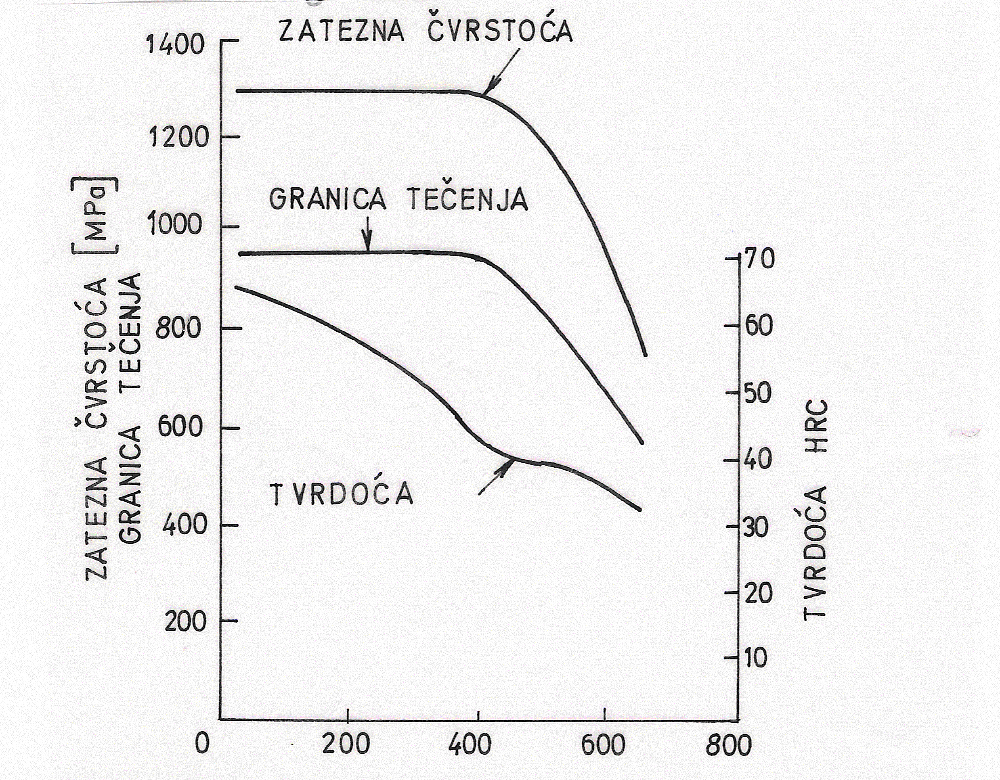 ZATEZNA ČVRSTOĆA
1400
1200
1000
800
600
400
200
ZATEZNA ČVRSTOĆA [MPa]
GRANICA TEČENJA
GRANICA TEČENJA
TVRDOĆA
70
60
50
40
30
20
10
TVRDOĆA HRC
0 200 400 600 800